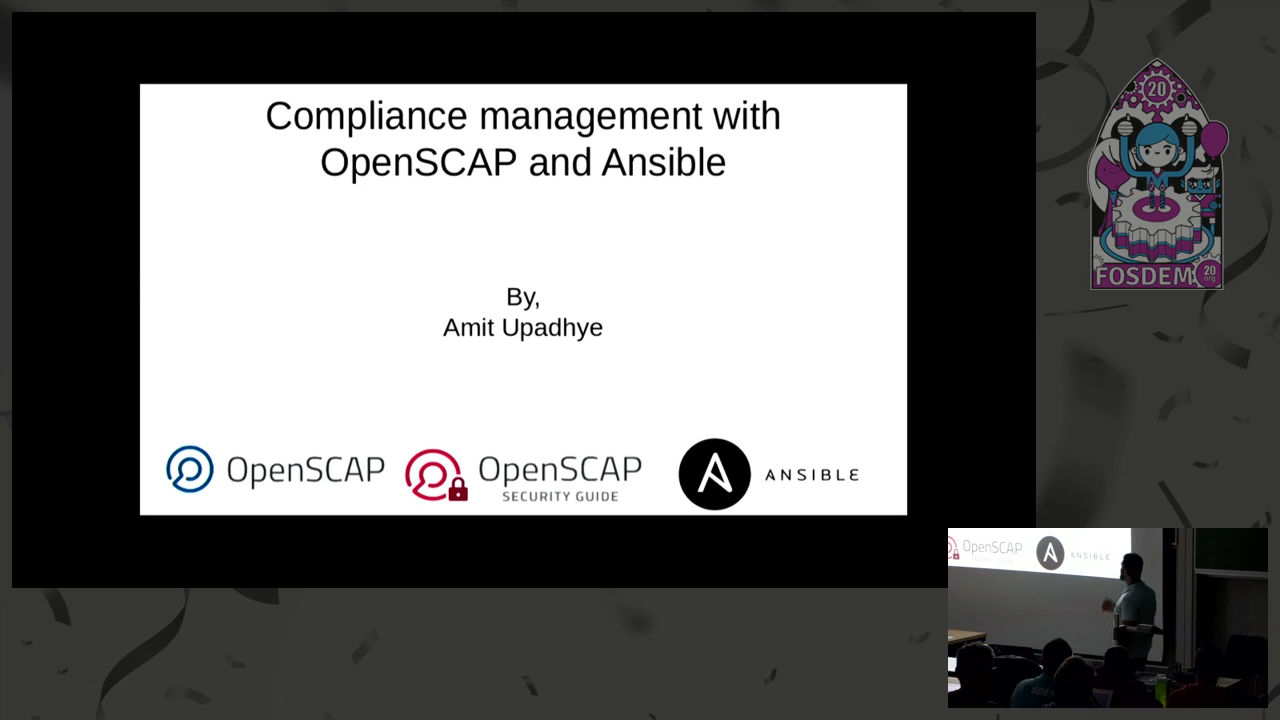 Compliance management with
OpenSCAP and Ansible
By,
Amit Upadhye
OpenSCAP
OpenSCAP
SECURITY GUIDE
ANSIBLE
20
FOSDEM
20
org
OpenSCAP
ANSIBLE